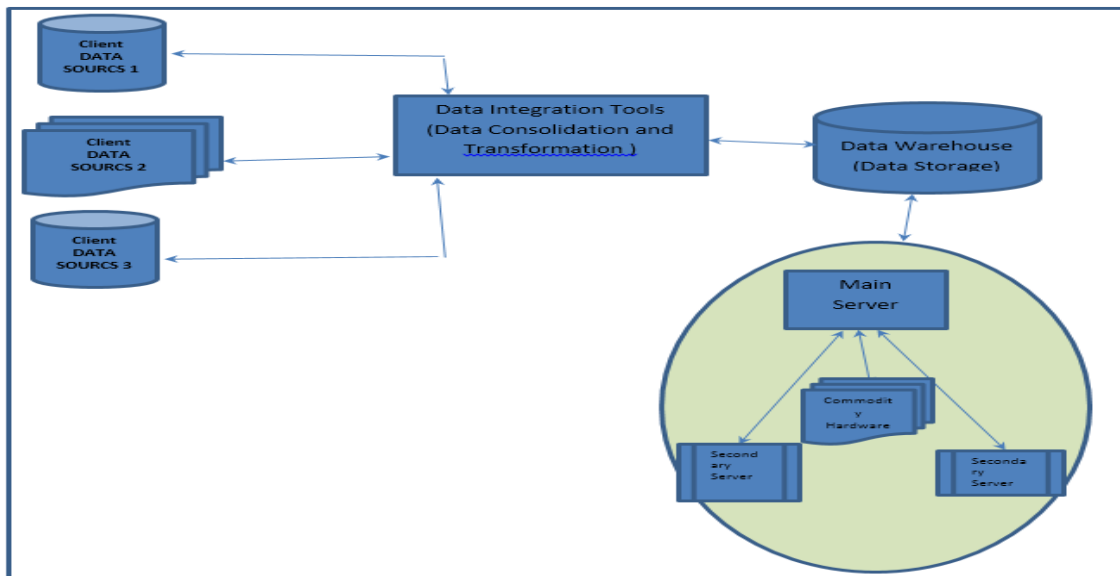 Client
DATA
SOURCS 1
Client
DATA
SOURCS 2
Client
DATA
SOURCS 3
Data Integration Tools
(Data Consolidation and
Transformation )
Data Warehouse
(Data Storage)
Main
Server
Commodit
y
Hardware
Second
ary
Server
Seconda
ry
Server